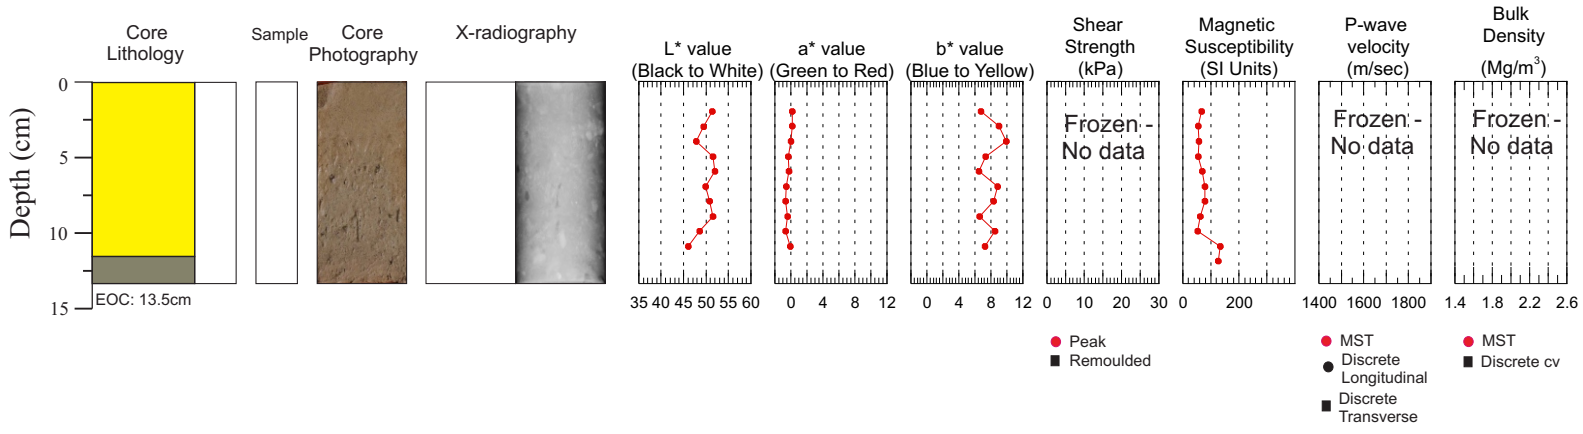 Core
Lithology
Sample
Core
Photography
X-radiography
L* value
(Black to White)
a* value
(Green to Red)
b* value
(Blue to Yellow)
Shear
Strength
(kPa)
Magnetic
Susceptibility
(SI Units)
P-wave
velocity
(m/sec)
Bulk
Density
(Mg/m³)
Depth (cm)
0
5
10
15
EOC: 13.5cm
Frozen -
No data
Frozen -
No data
Frozen -
No data
35 40 45 50 55 60
0 4 8 12
0 4 8 12
0 10 20 30
0 200
1400 1600 1800
1.4 1.8 2.2 2.6
Peak
Remoulded
MST
Discrete
Longitudinal
Discrete
Transverse
MST
Discrete cv